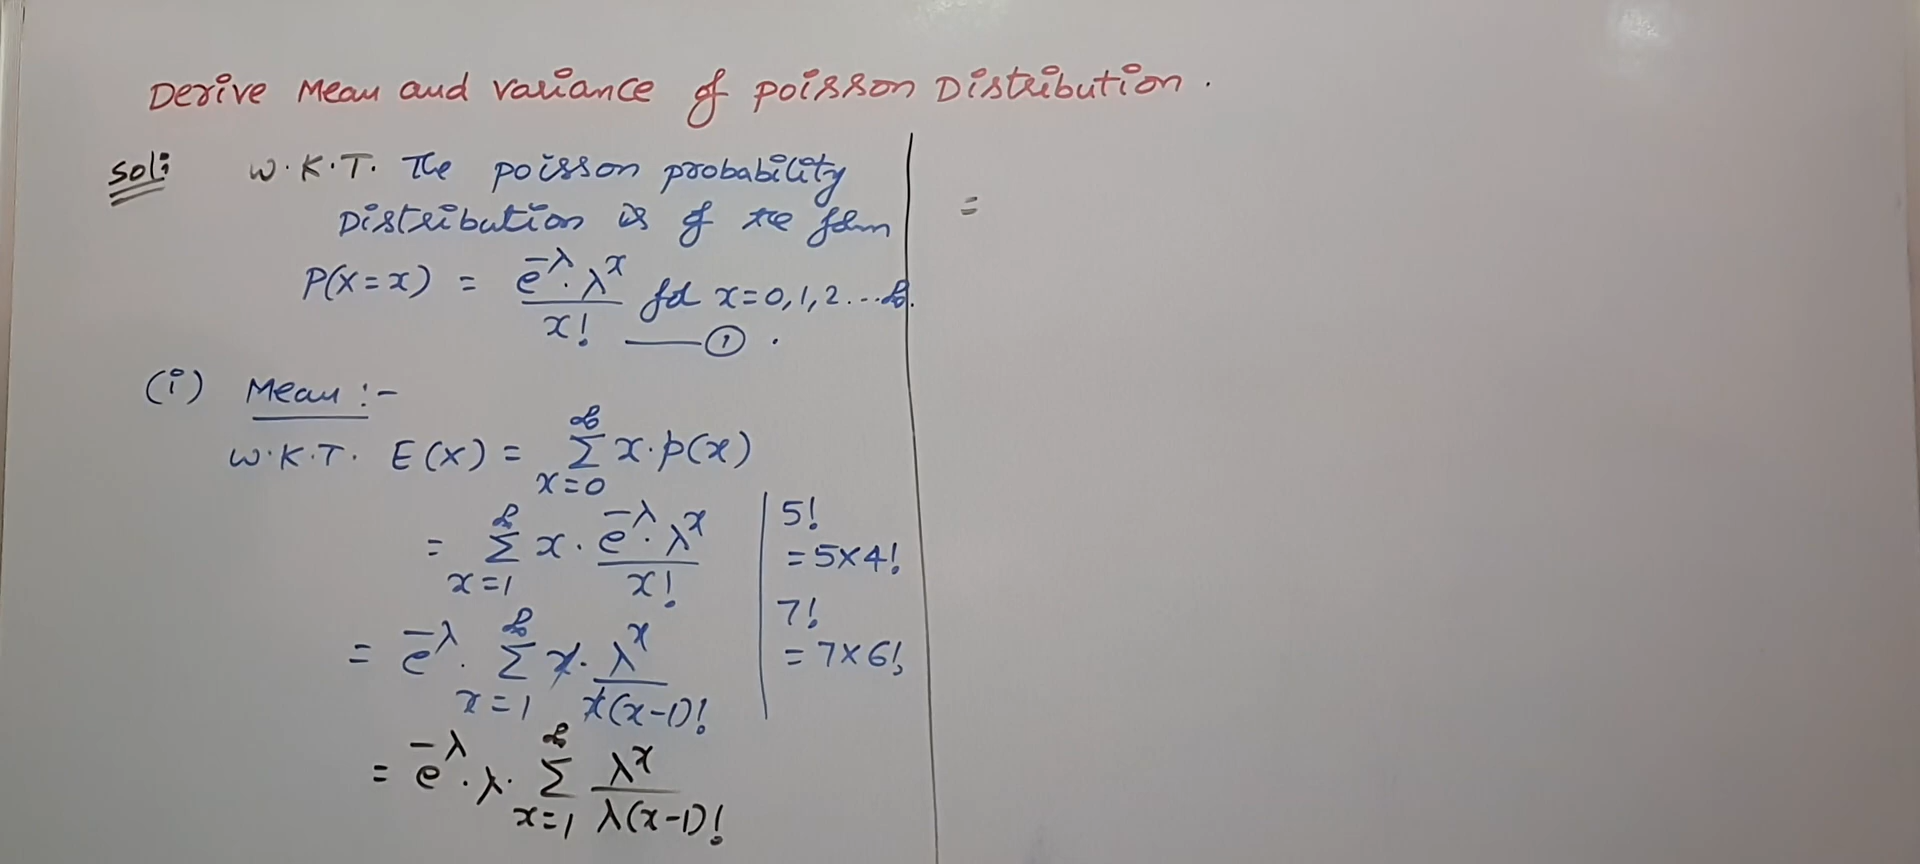 Derive Mean and variance of poisson Distribution.
sol: W.K.T. The poisson probability
Distribution is of the form
P(X=x) = e^{-λ}·λ^x / x! for x=0,1,2...∞.
——①.
(i) Mean :-
W.K.T. E(X) = Σ_{x=0}^{∞} x·p(x)
= Σ_{x=1}^{∞} x· e^{-λ}·λ^x / x!
= e^{-λ}· Σ_{x=1}^{∞} x· λ^x / x(x-1)!
= e^{-λ}·λ· Σ_{x=1}^{∞} λ^x / λ(x-1)!
5!
=5×4!
7!
=7×6!
=